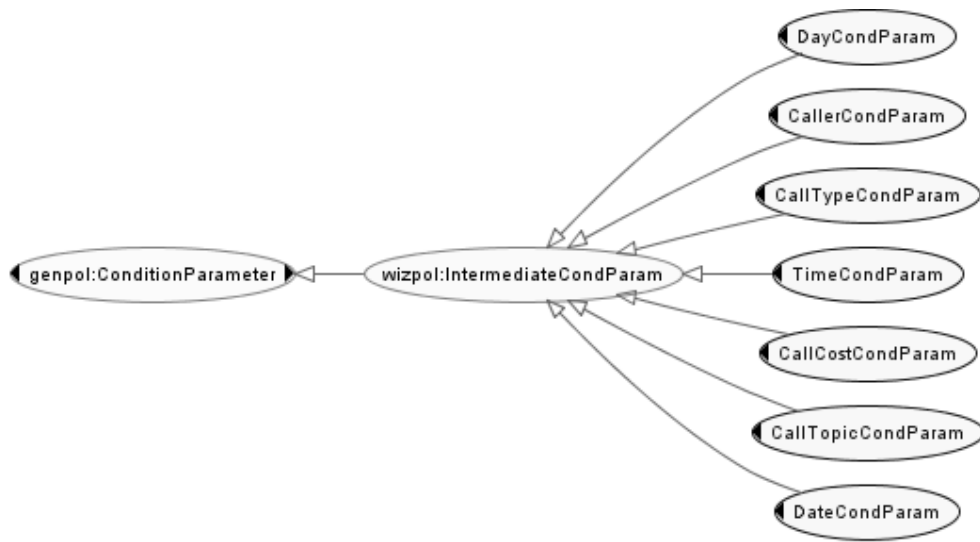 DayCondParam
CallerCondParam
CallTypeCondParam
genpol:ConditionParameter
wizpol:IntermediateCondParam
TimeCondParam
CallCostCondParam
CallTopicCondParam
DateCondParam